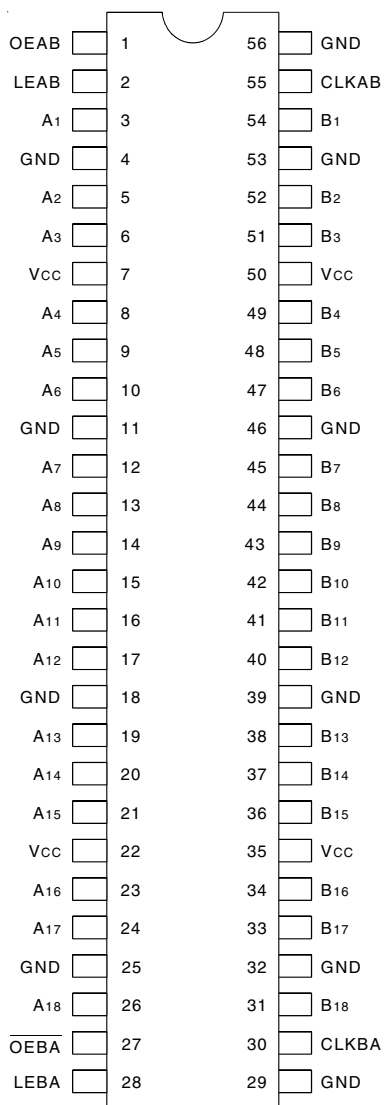 OEAB 1 56 GND
LEAB 2 55 CLKAB
A1 3 54 B1
GND 4 53 GND
A2 5 52 B2
A3 6 51 B3
VCC 7 50 VCC
A4 8 49 B4
A5 9 48 B5
A6 10 47 B6
GND 11 46 GND
A7 12 45 B7
A8 13 44 B8
A9 14 43 B9
A10 15 42 B10
A11 16 41 B11
A12 17 40 B12
GND 18 39 GND
A13 19 38 B13
A14 20 37 B14
A15 21 36 B15
VCC 22 35 VCC
A16 23 34 B16
A17 24 33 B17
GND 25 32 GND
A18 26 31 B18
OEBA 27 30 CLKBA
LEBA 28 29 GND